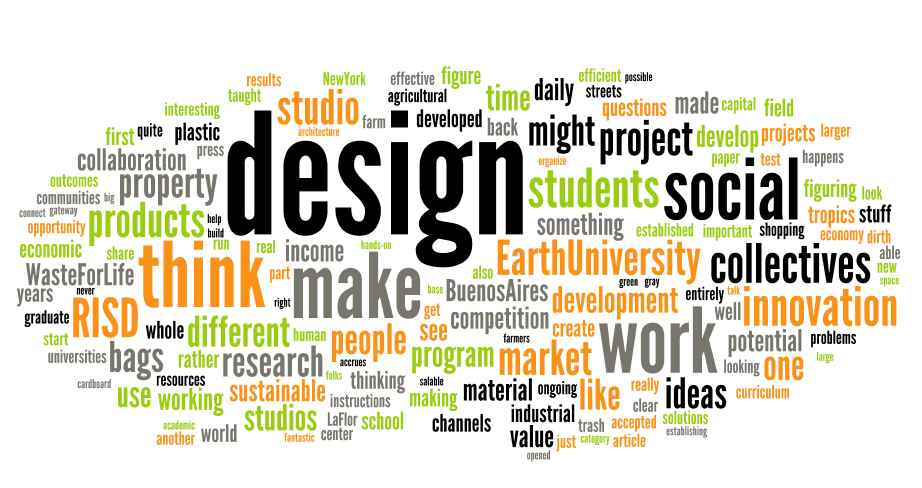 results
NewYork
effective
figure
efficient
possible
taught
agricultural
time
daily
streets
interesting
studio
architecture
farm
developed
back
questions
made
capital
field
first
quite
plastic
press
design
might
project
develop
projects
larger
collaboration
organize
paper
test
happens
outcomes
property
students
social
figuring
look
communities
big
connect
gateway
products
help
build
something
established
important
shopping
tropics
stuff
opportunity
economic
share
run
real
income
hands-on
EarthUniversity
collectives
economy
dirth
able
new
space
WasteForLife
think
part
make
also
green
gray
years
never
right
base
BuenosAires
development
entirely
talk
innovation
graduate
RISD
whole
different
human
people
get
see
competition
create
work
well
start
farmers
potential
problems
universities
bags
rather
research
accrues
program
market
looking
one
large
cardboard
resources
folks
thinking
salable
material
ongoing
like
really
ideas
curriculum
use
working
sustainable
instructions
making
industrial
clear
studios
LaFlor
school
channels
trash
accepted
solutions
academic
another
world
fantastic
center
value
just
category
article
establishing
opened